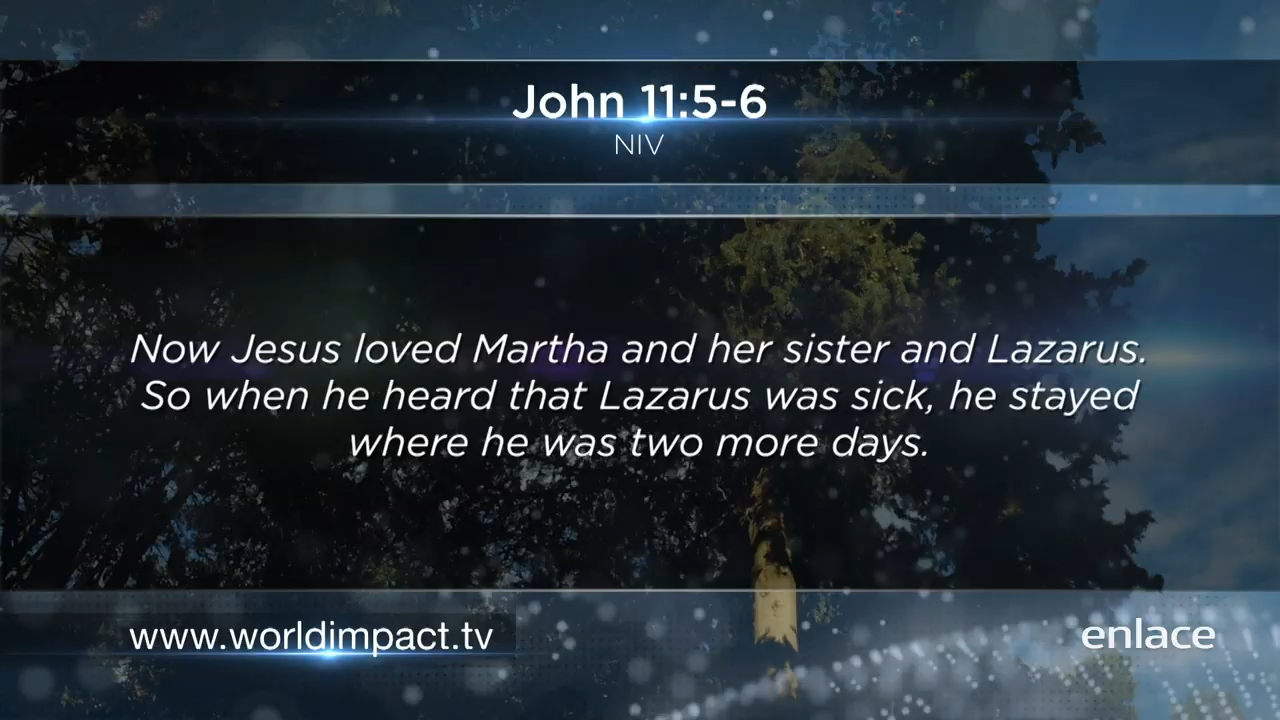 John 11:5-6
NIV
Now Jesus loved Martha and her sister and Lazarus.
So when he heard that Lazarus was sick, he stayed
where he was two more days.
www.worldimpact.tv
enlace